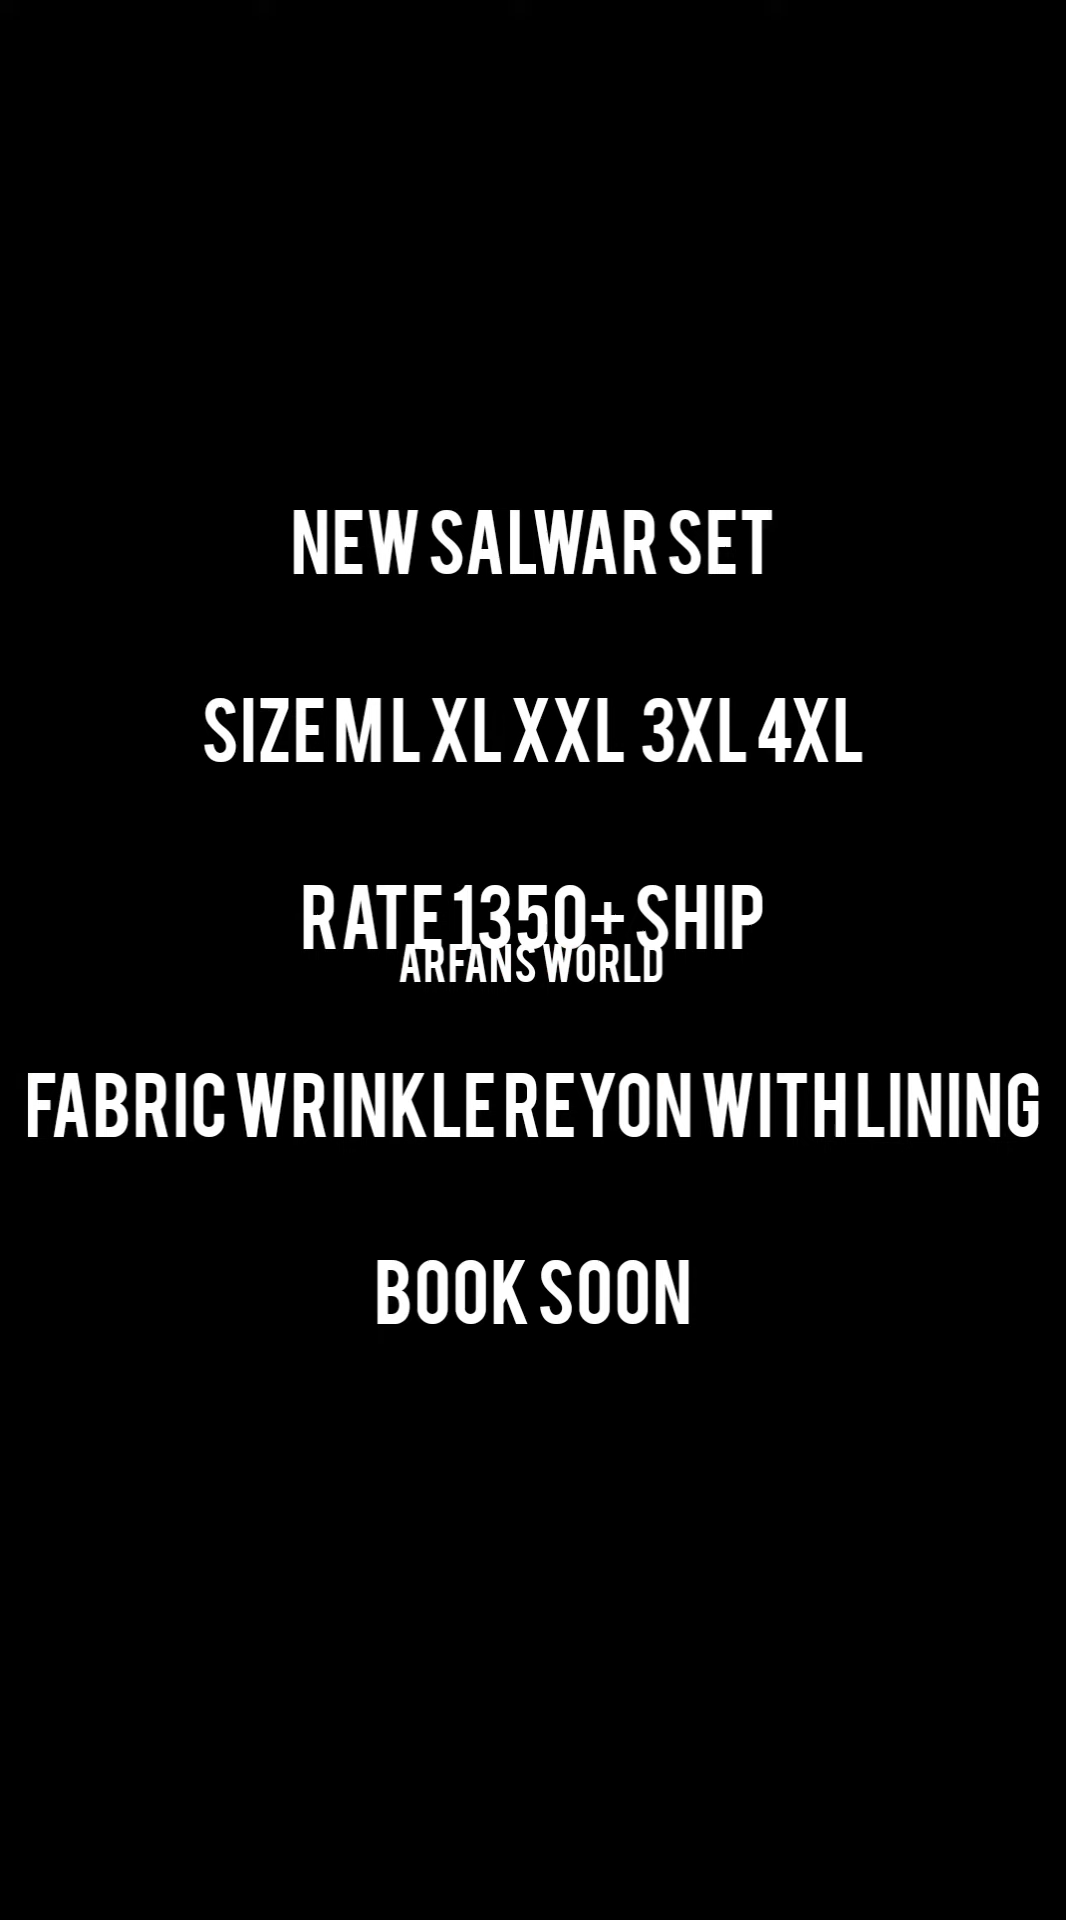 NEW SALWAR SET
SIZE M L XL XXL 3XL 4XL
RATE 1350+ SHIP
ARFANS WORLD
FABRIC WRINKLE REYON WITH LINING
BOOK SOON